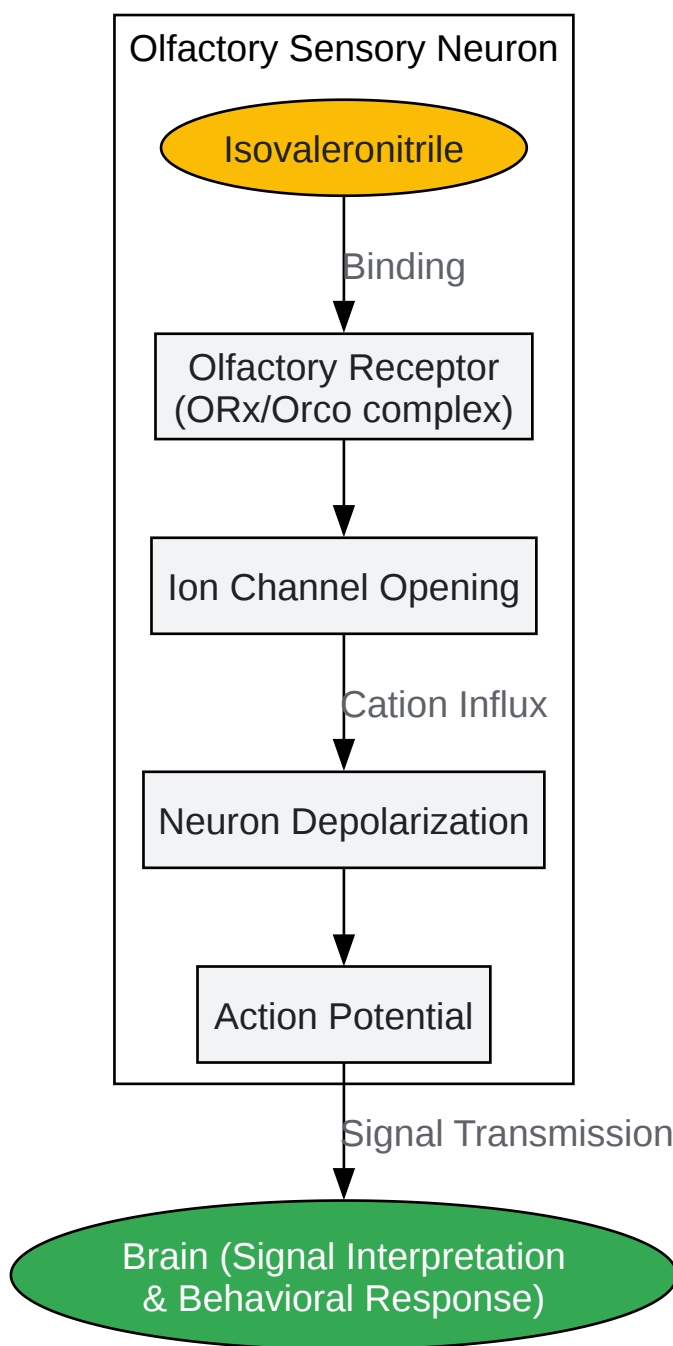 Olfactory Sensory Neuron
Isovaleronitrile
Binding
Olfactory Receptor
(ORx/Orco complex)
Ion Channel Opening
Cation Influx
Neuron Depolarization
Action Potential
Signal Transmission
Brain (Signal Interpretation
& Behavioral Response)